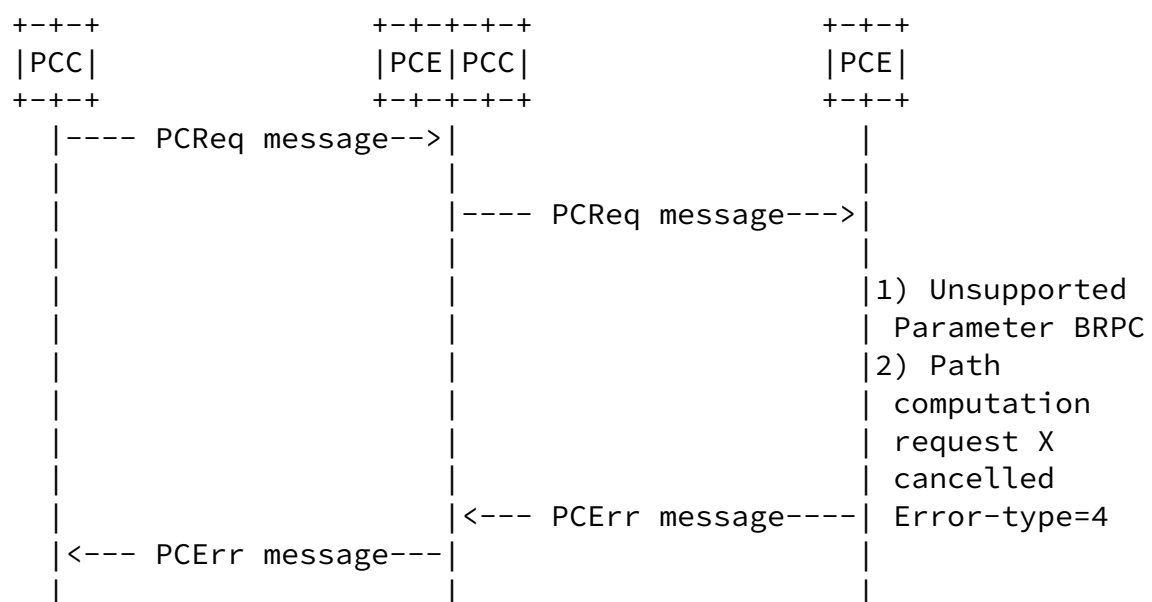 +-+-+                +-+-+-+-+                 +-+-+
|PCC|                |PCE|PCC|                 |PCE|
+-+-+                +-+-+-+-+                 +-+-+
  |---- PCReq message-->|                        |
  |                     |                        |
  |                     |---- PCReq message--->|
  |                     |                        |
  |                     |                        |1) Unsupported
  |                     |                        | Parameter BRPC
  |                     |                        |2) Path
  |                     |                        | computation
  |                     |                        | request X
  |                     |                        | cancelled
  |                     |<--- PCErr message----| Error-type=4
  |<--- PCErr message---|                        |
  |                     |                        |